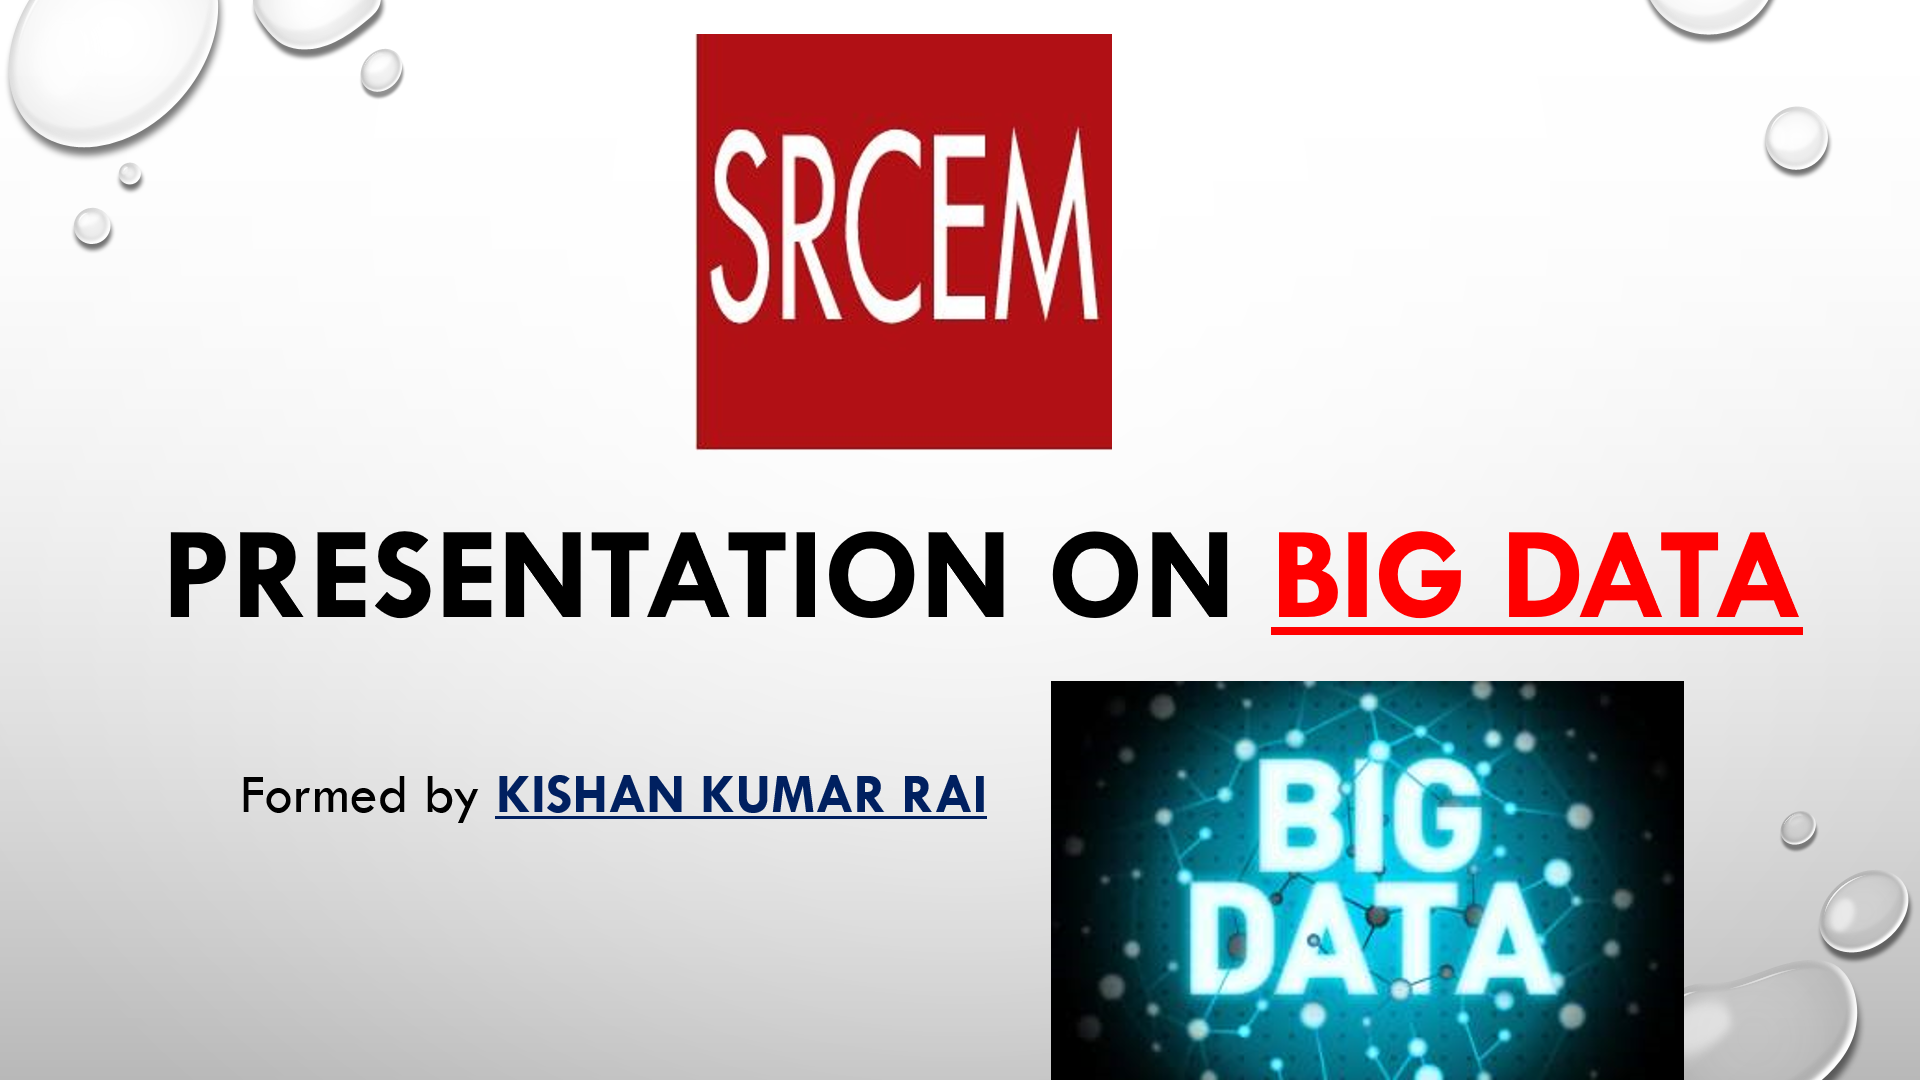 SRCEM
PRESENTATION ON BIG DATA
Formed by KISHAN KUMAR RAI
BIG
DATA